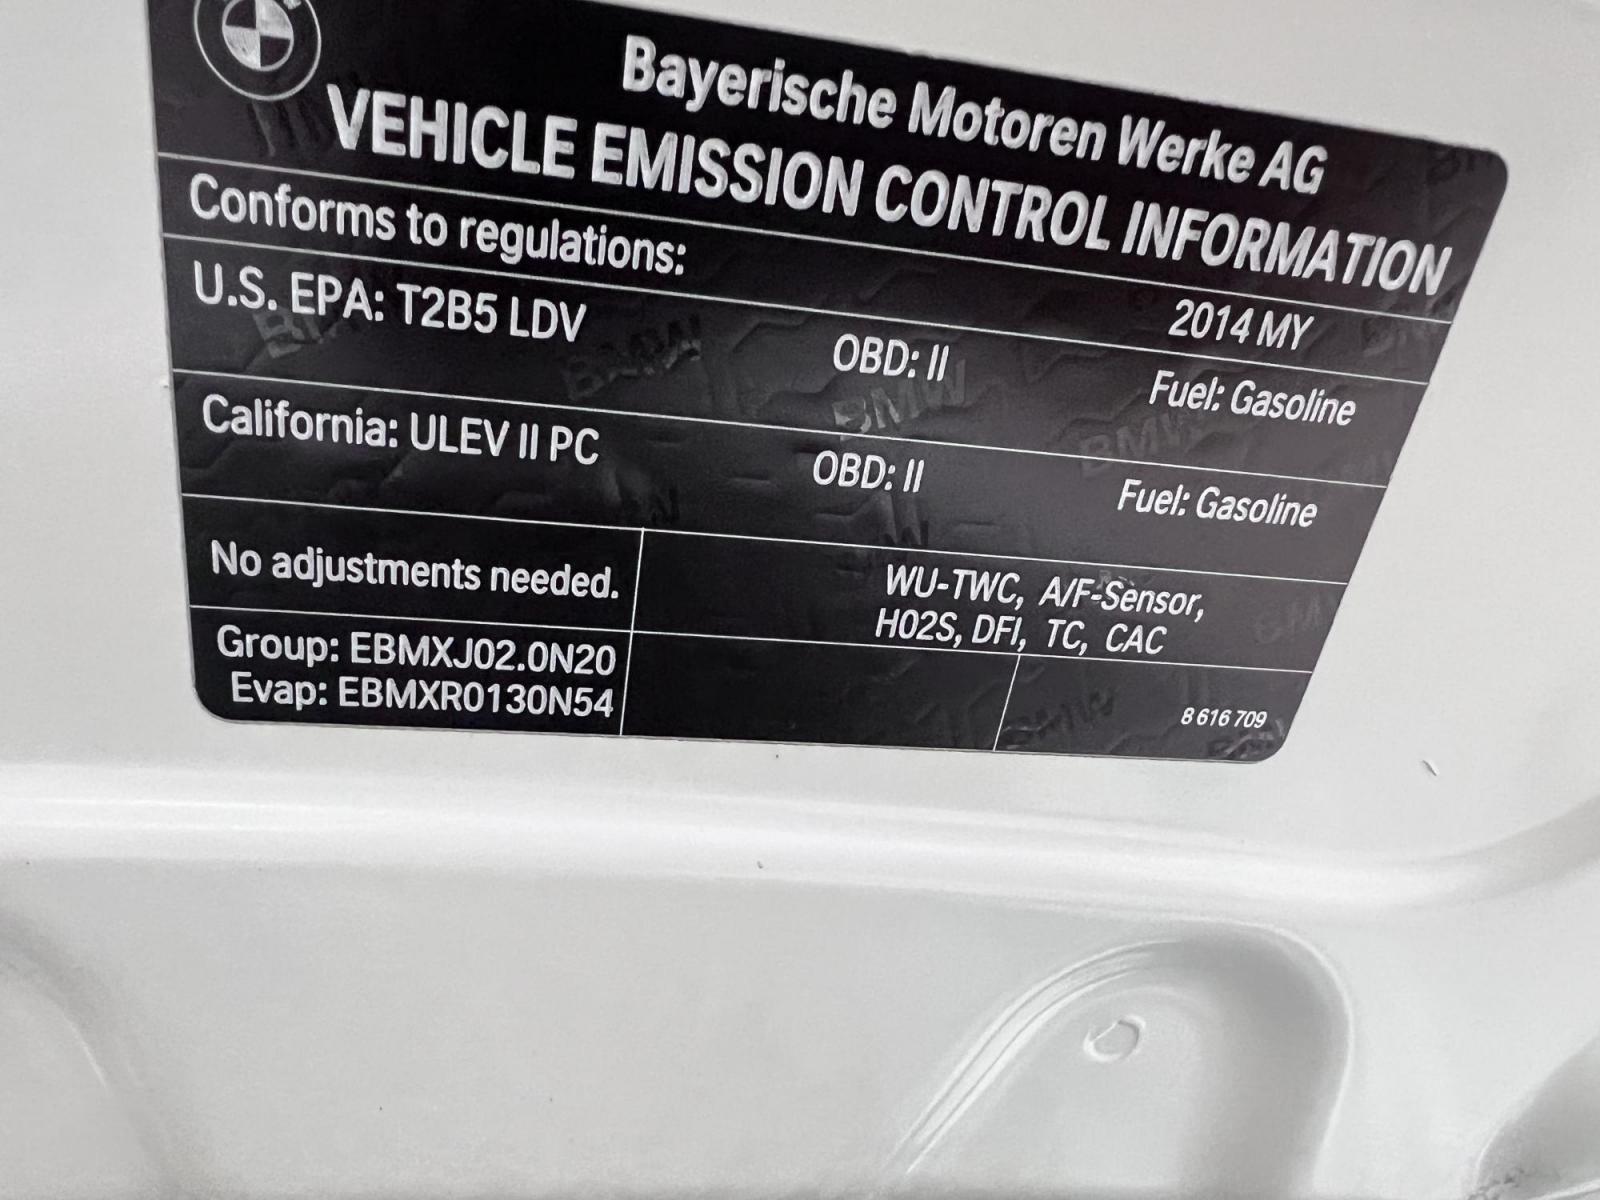 Bayerische Motoren Werke AG
VEHICLE EMISSION CONTROL INFORMATION
Conforms to regulations: 2014 MY
U.S. EPA: T2B5 LDV OBD: II Fuel: Gasoline
California: ULEV II PC OBD: II Fuel: Gasoline
No adjustments needed.
WU-TWC, A/F-Sensor,
HO2S, DFI, TC, CAC
Group: EBMXJ02.0N20
Evap: EBMXR0130N54
8 616 709